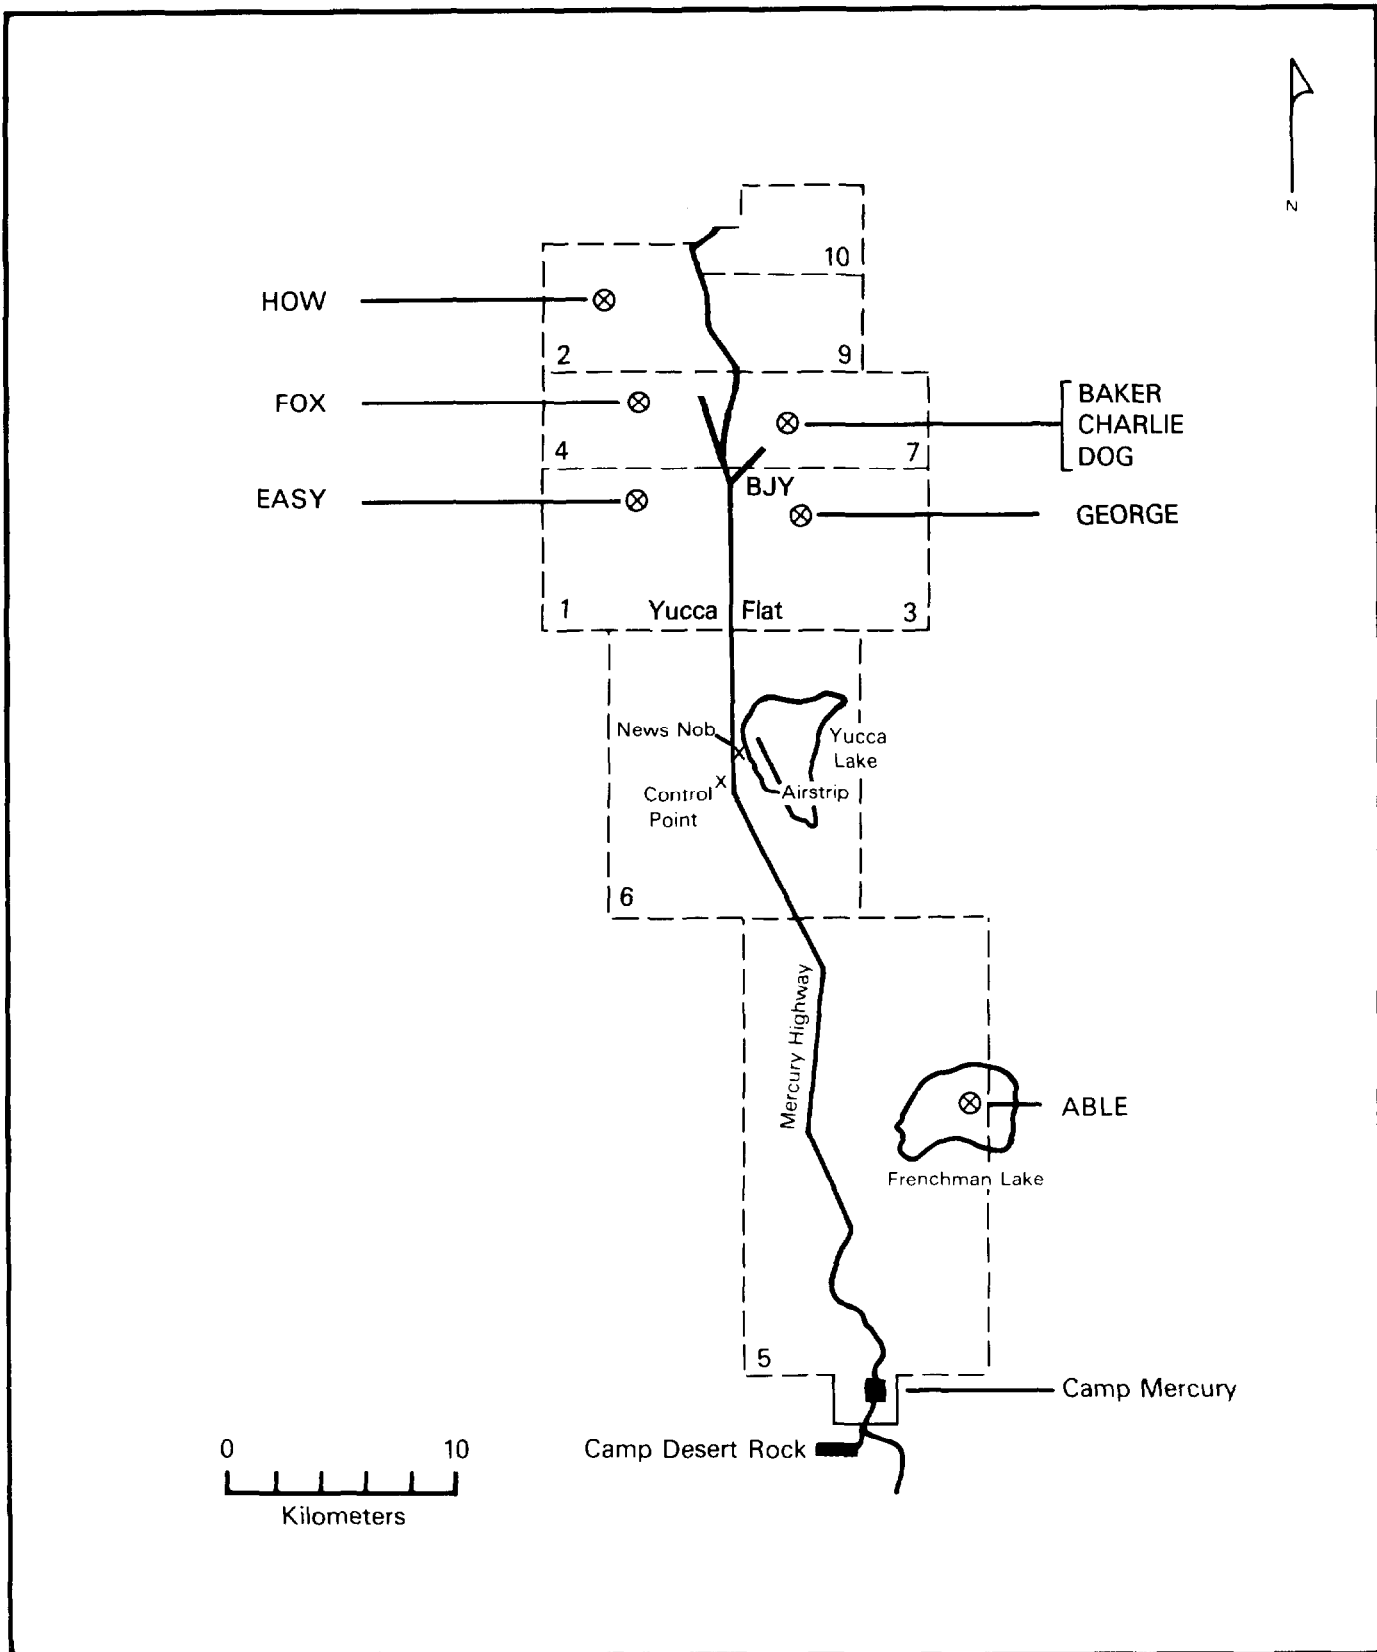 N
10
HOW
2
9
FOX
BAKER
CHARLIE
DOG
4
7
EASY
BJY
GEORGE
1
Yucca Flat
3
News Nob
Yucca
Lake
Control
Point
Airstrip
6
Mercury Highway
ABLE
Frenchman Lake
5
Camp Mercury
Camp Desert Rock
0
10
Kilometers